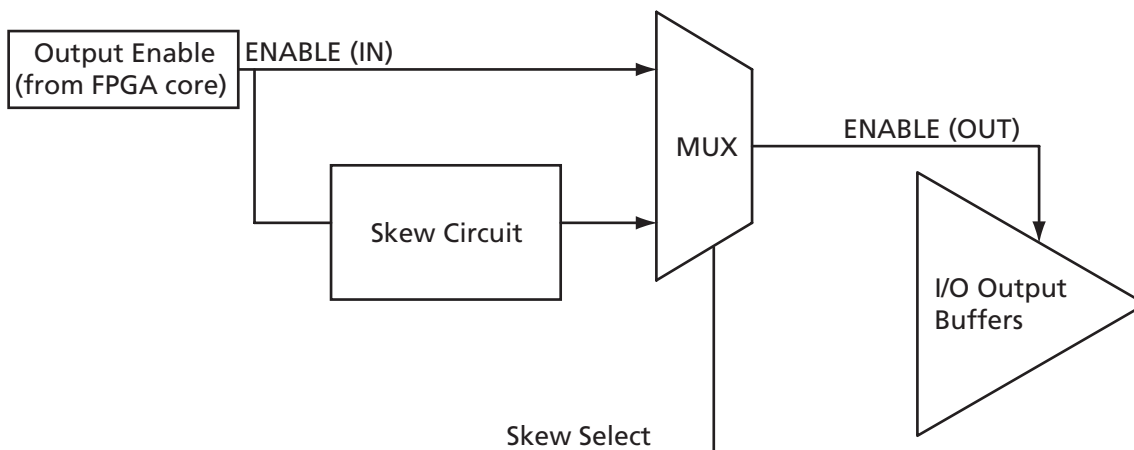 Output Enable
(from FPGA core)
ENABLE (IN)
MUX
ENABLE (OUT)
Skew Circuit
I/O Output
Buffers
Skew Select